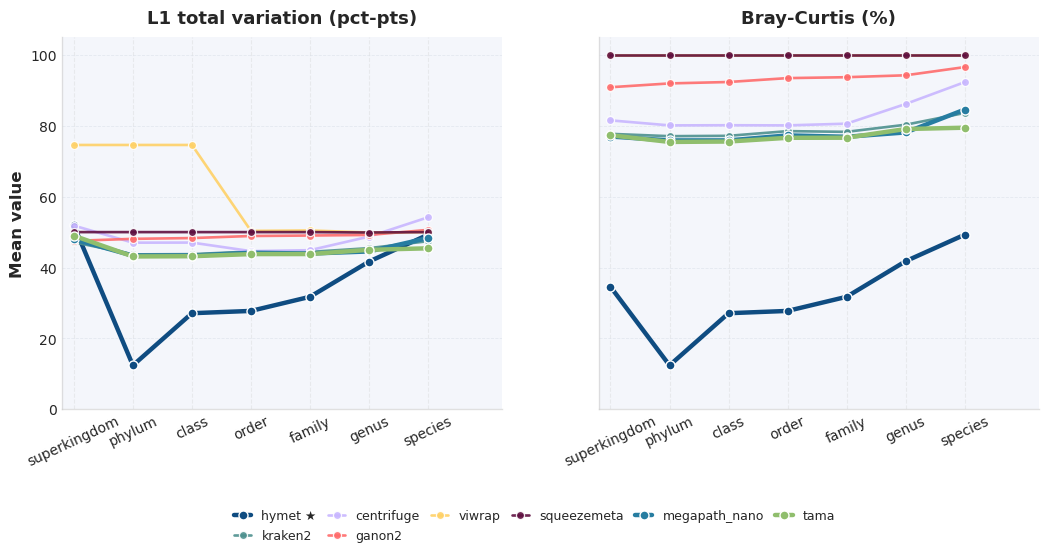 L1 total variation (pct-pts)
Bray-Curtis (%)
Mean value
100
80
60
40
20
0
superkingdom phylum class order family genus species
superkingdom phylum class order family genus species
hymet ★ centrifuge viwrap squeezemeta megapath_nano tama
kraken2 ganon2